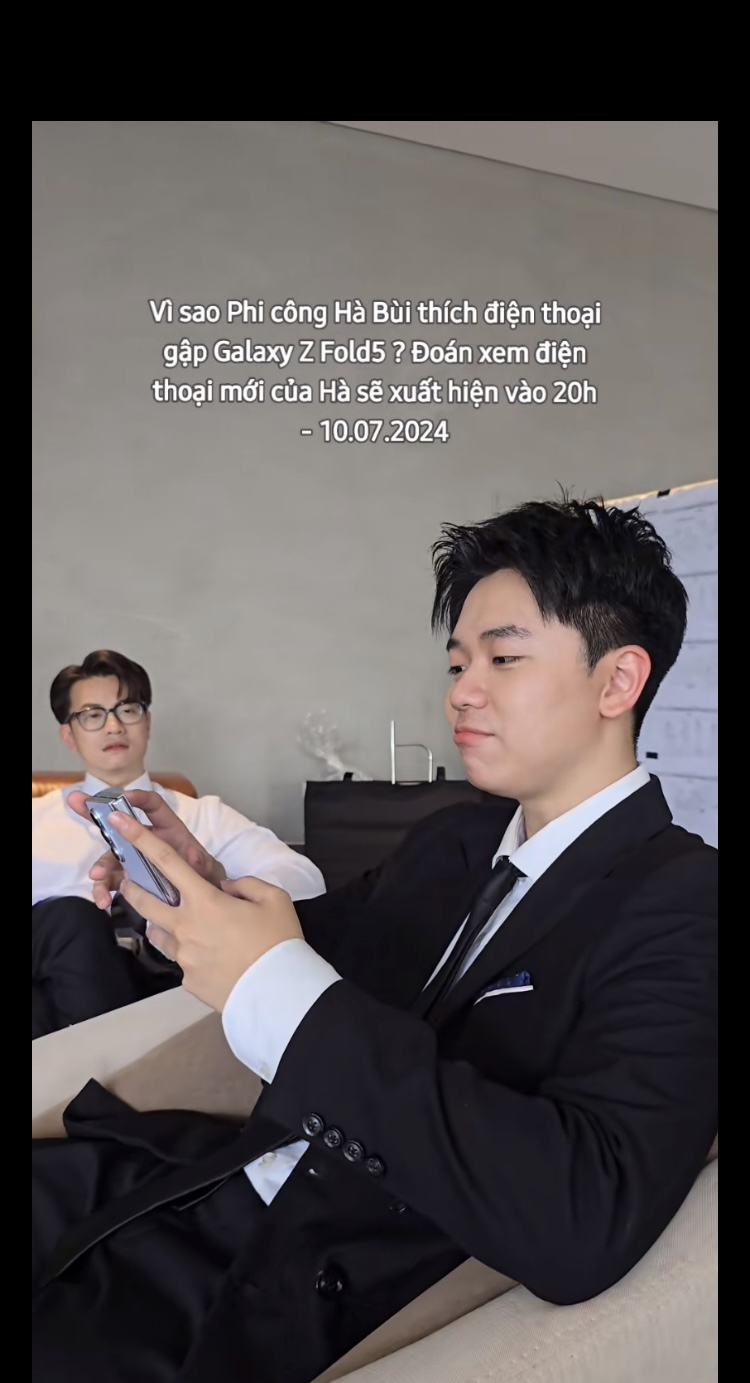 Vì sao Phi công Hà Bùi thích điện thoại
gập Galaxy Z Fold5 ? Đoán xem điện
thoại mới của Hà sẽ xuất hiện vào 20h
- 10.07.2024